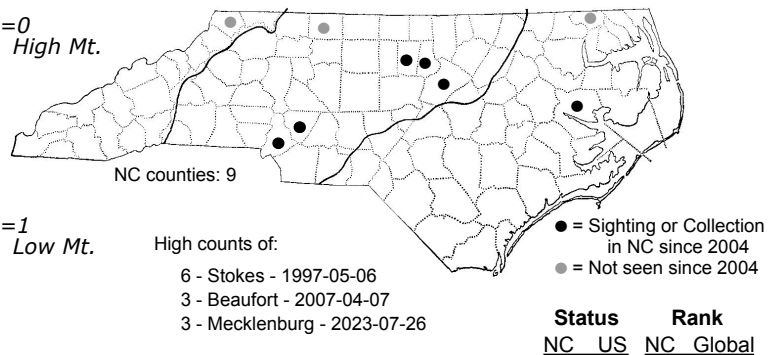 =0
High Mt.
NC counties: 9
=1
Low Mt.
High counts of:
6 - Stokes - 1997-05-06
3 - Beaufort - 2007-04-07
3 - Mecklenburg - 2023-07-26
= Sighting or Collection
in NC since 2004
= Not seen since 2004
Status Rank
NC US NC Global